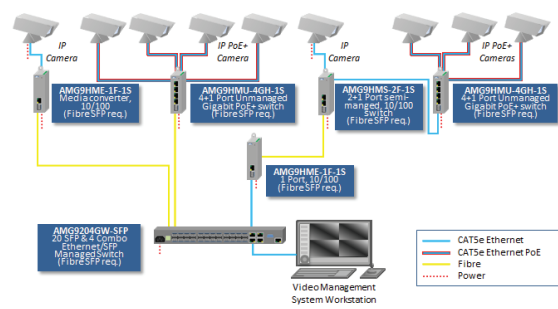 IP
Camera
IP PoE+
Camera
IP
Camera
IP PoE+
Cameras
AMG9HME-1F-1S
Media converter,
10/100
(Fibre SFP req.)
AMG9HMU-4GH-1S
4+1 Port Unmanaged
Gigabit PoE+ switch
(Fibre SFP req.)
AMG9HMS-2F-1S
2+1 Port semi-
manged, 10/100
switch
(Fibre SFP req.)
AMG9HMU-4GH-1S
4+1 Port Unmanaged
Gigabit PoE+ switch
(Fibre SFP req.)
AMG9HME-1F-1S
1 Port, 10/100
(Fibre SFP req.)
AMG9204GW-SFP
20 SFP & 4 Combo
Ethernet/SFP
Managed Switch
(Fibre SFP req.)
Video Management
System Workstation
CAT5e Ethernet
CAT5e Ethernet PoE
Fibre
Power